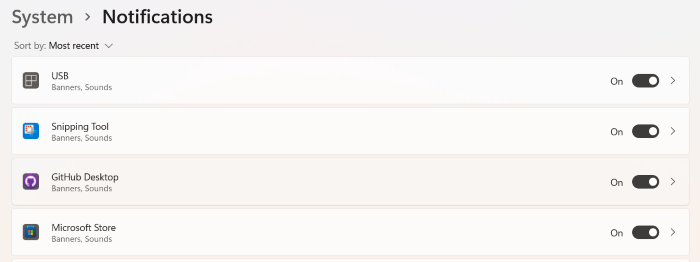 System > Notifications
Sort by: Most recent
USB
Banners, Sounds
On
Snipping Tool
Banners, Sounds
On
GitHub Desktop
Banners, Sounds
On
Microsoft Store
Banners, Sounds
On